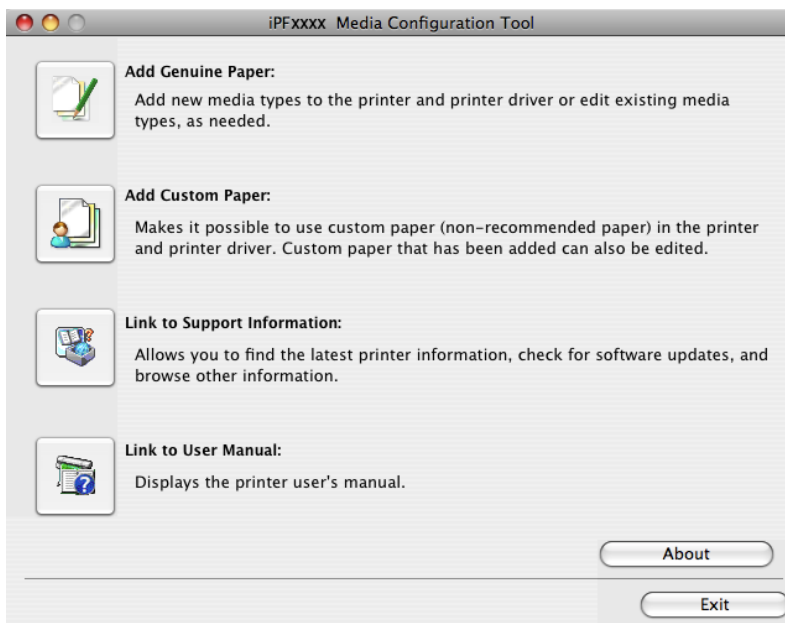 iPFxxxx Media Configuration Tool
Add Genuine Paper:
Add new media types to the printer and printer driver or edit existing media
types, as needed.
Add Custom Paper:
Makes it possible to use custom paper (non-recommended paper) in the printer
and printer driver. Custom paper that has been added can also be edited.
Link to Support Information:
Allows you to find the latest printer information, check for software updates, and
browse other information.
Link to User Manual:
Displays the printer user's manual.
About
Exit